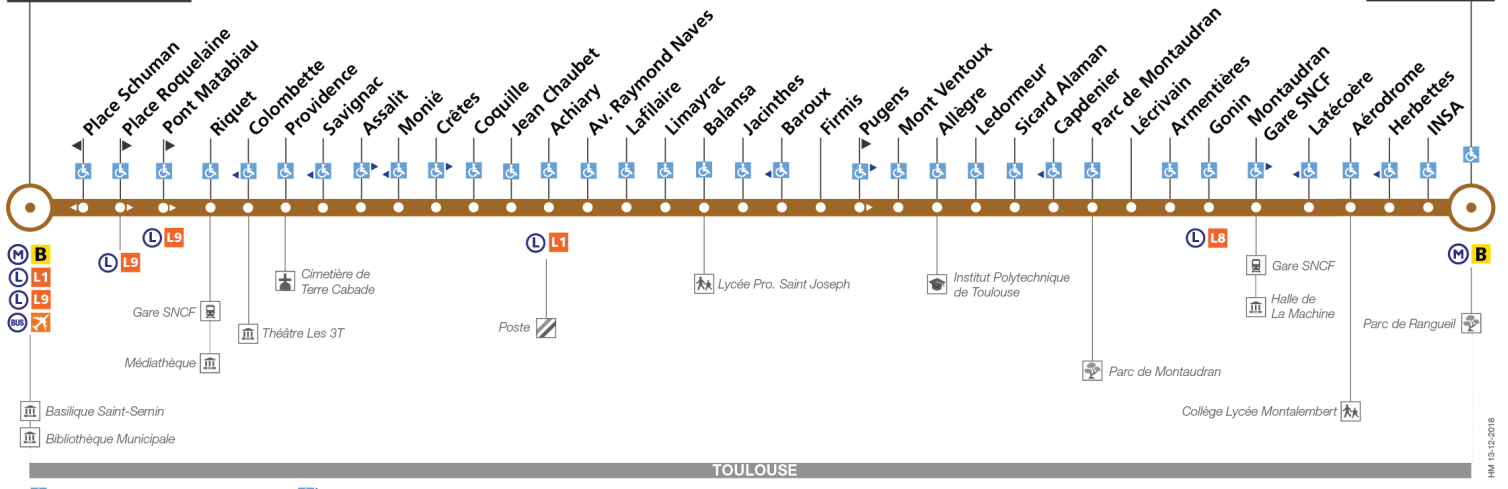 Place Schuman
Place Roquelaine
Pont Matabiau
Riquet
Colombette
Providence
Savignac
Assalit
Monié
Crêtes
Coquille
Jean Chaubet
Achiary
Av. Raymond Naves
Lafilaire
Limayrac
Balansa
Jacinthes
Baroux
Firmis
Pugens
Mont Ventoux
Allègre
Ledormeur
Sicard Alaman
Capdenier
Parc de Montaudran
Lécrivain
Armentières
Gonin
Montaudran
Gare SNCF
Latécoère
Aérodrome
Herbettes
INSA
M B
L L1
L L9
BUS
L L9
L L9
L L1
L L8
M B
Cimetière de
Terre Cabade
Gare SNCF
Théâtre Les 3T
Médiathèque
Poste
Lycée Pro. Saint Joseph
Institut Polytechnique
de Toulouse
Gare SNCF
Halle de
La Machine
Parc de Rangueil
Parc de Montaudran
Collège Lycée Montalembert
Basilique Saint-Sernin
Bibliothèque Municipale
TOULOUSE
HM 13-12-2018